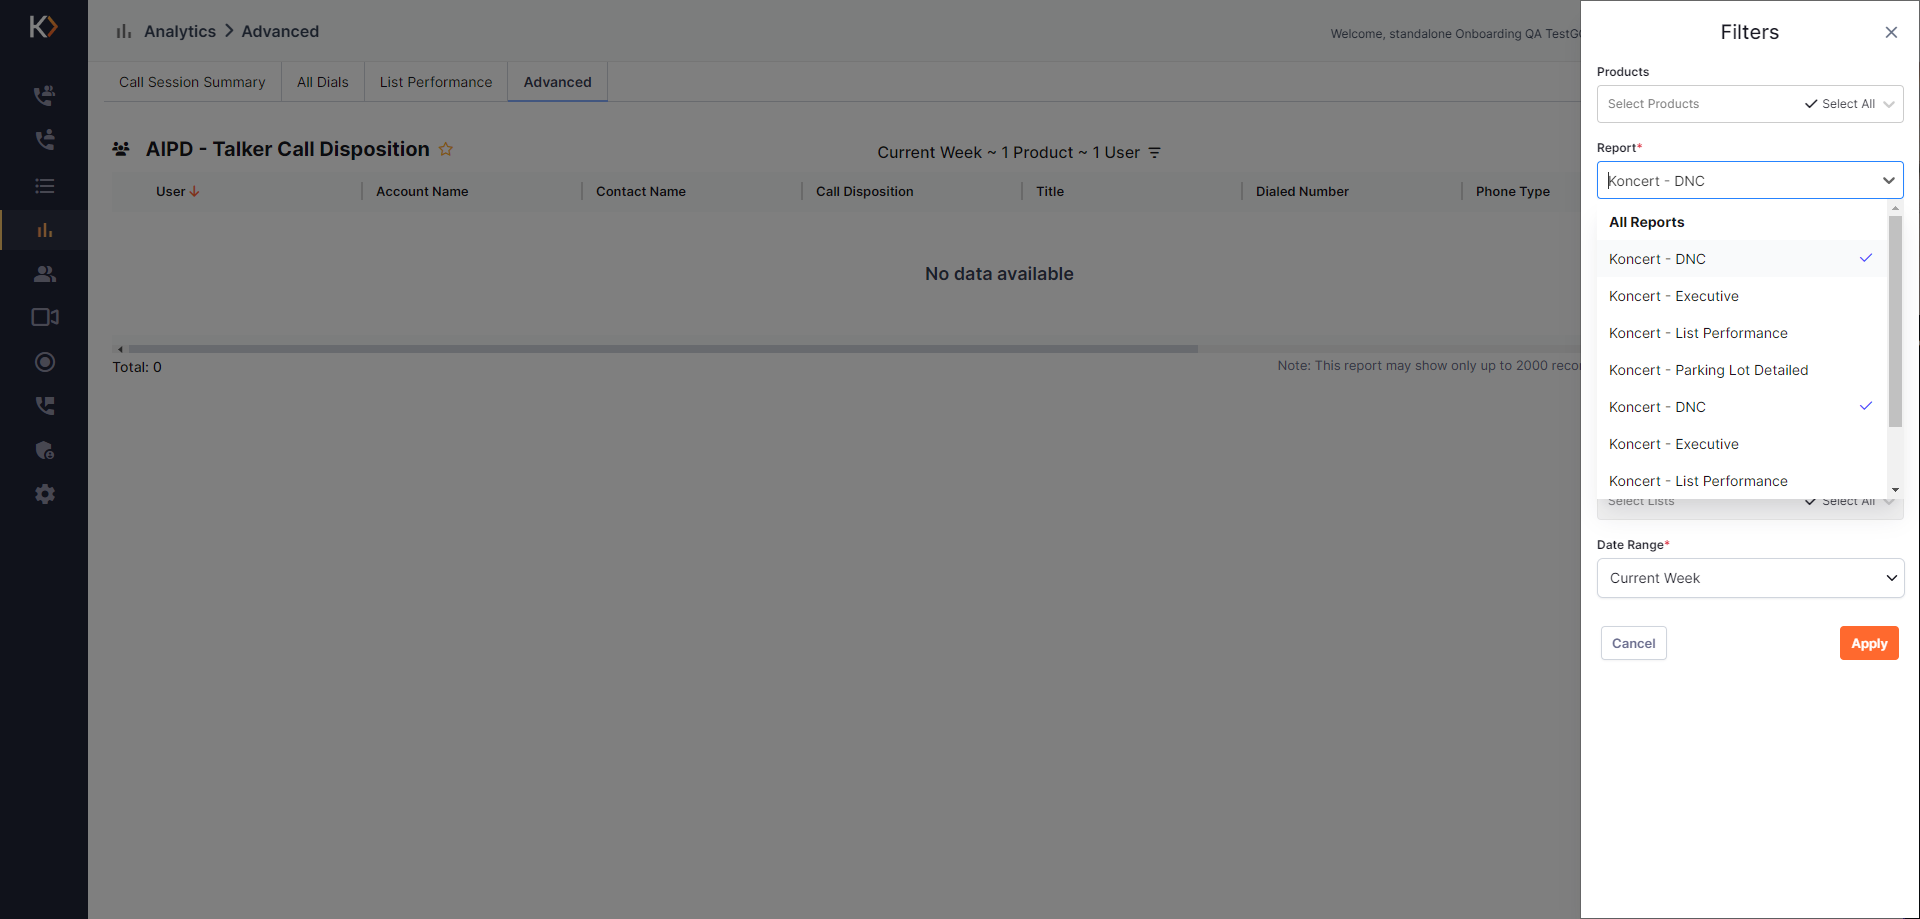 Analytics > Advanced
Welcome, standalone Onboarding QA TestG
Call Session Summary
All Dials
List Performance
Advanced
AIPD - Talker Call Disposition
Current Week ~ 1 Product ~ 1 User
User
Account Name
Contact Name
Call Disposition
Title
Dialed Number
Phone Type
No data available
Total: 0
Note: This report may show only up to 2000 recor
Filters
Products
Select Products
Select All
Report*
Koncert - DNC
All Reports
Koncert - DNC
Koncert - Executive
Koncert - List Performance
Koncert - Parking Lot Detailed
Koncert - DNC
Koncert - Executive
Koncert - List Performance
Select Lists
Select All
Date Range*
Current Week
Cancel
Apply